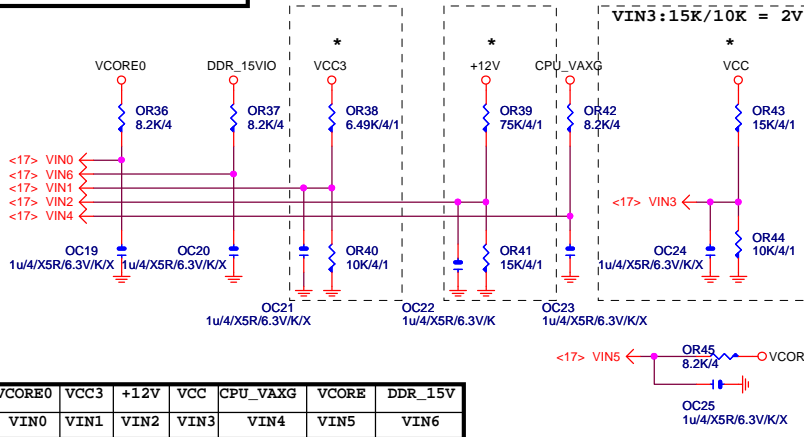 VIN3:15K/10K = 2V
* * *
VCORE0 DDR_15VIO VCC3 +12V CPU_VAXG VCC
OR36 8.2K/4
OR37 8.2K/4
OR38 6.49K/4/1
OR39 75K/4/1
OR42 8.2K/4
OR43 15K/4/1
<17> VIN0
<17> VIN6
<17> VIN1
<17> VIN2
<17> VIN4
<17> VIN3
OC19 1u/4/X5R/6.3V/K/X
OC20 1u/4/X5R/6.3V/K/X
OR40 10K/4/1
OR41 15K/4/1
OC24 1u/4/X5R/6.3V/K/X
OR44 10K/4/1
OC21 1u/4/X5R/6.3V/K/X
OC22 1u/4/X5R/6.3V/K
OC23 1u/4/X5R/6.3V/K/X
<17> VIN5
OR45 8.2K/4
VCOR
OC25 1u/4/X5R/6.3V/K/X
VCORE0 VCC3 +12V VCC CPU_VAXG VCORE DDR_15V
VIN0 VIN1 VIN2 VIN3 VIN4 VIN5 VIN6